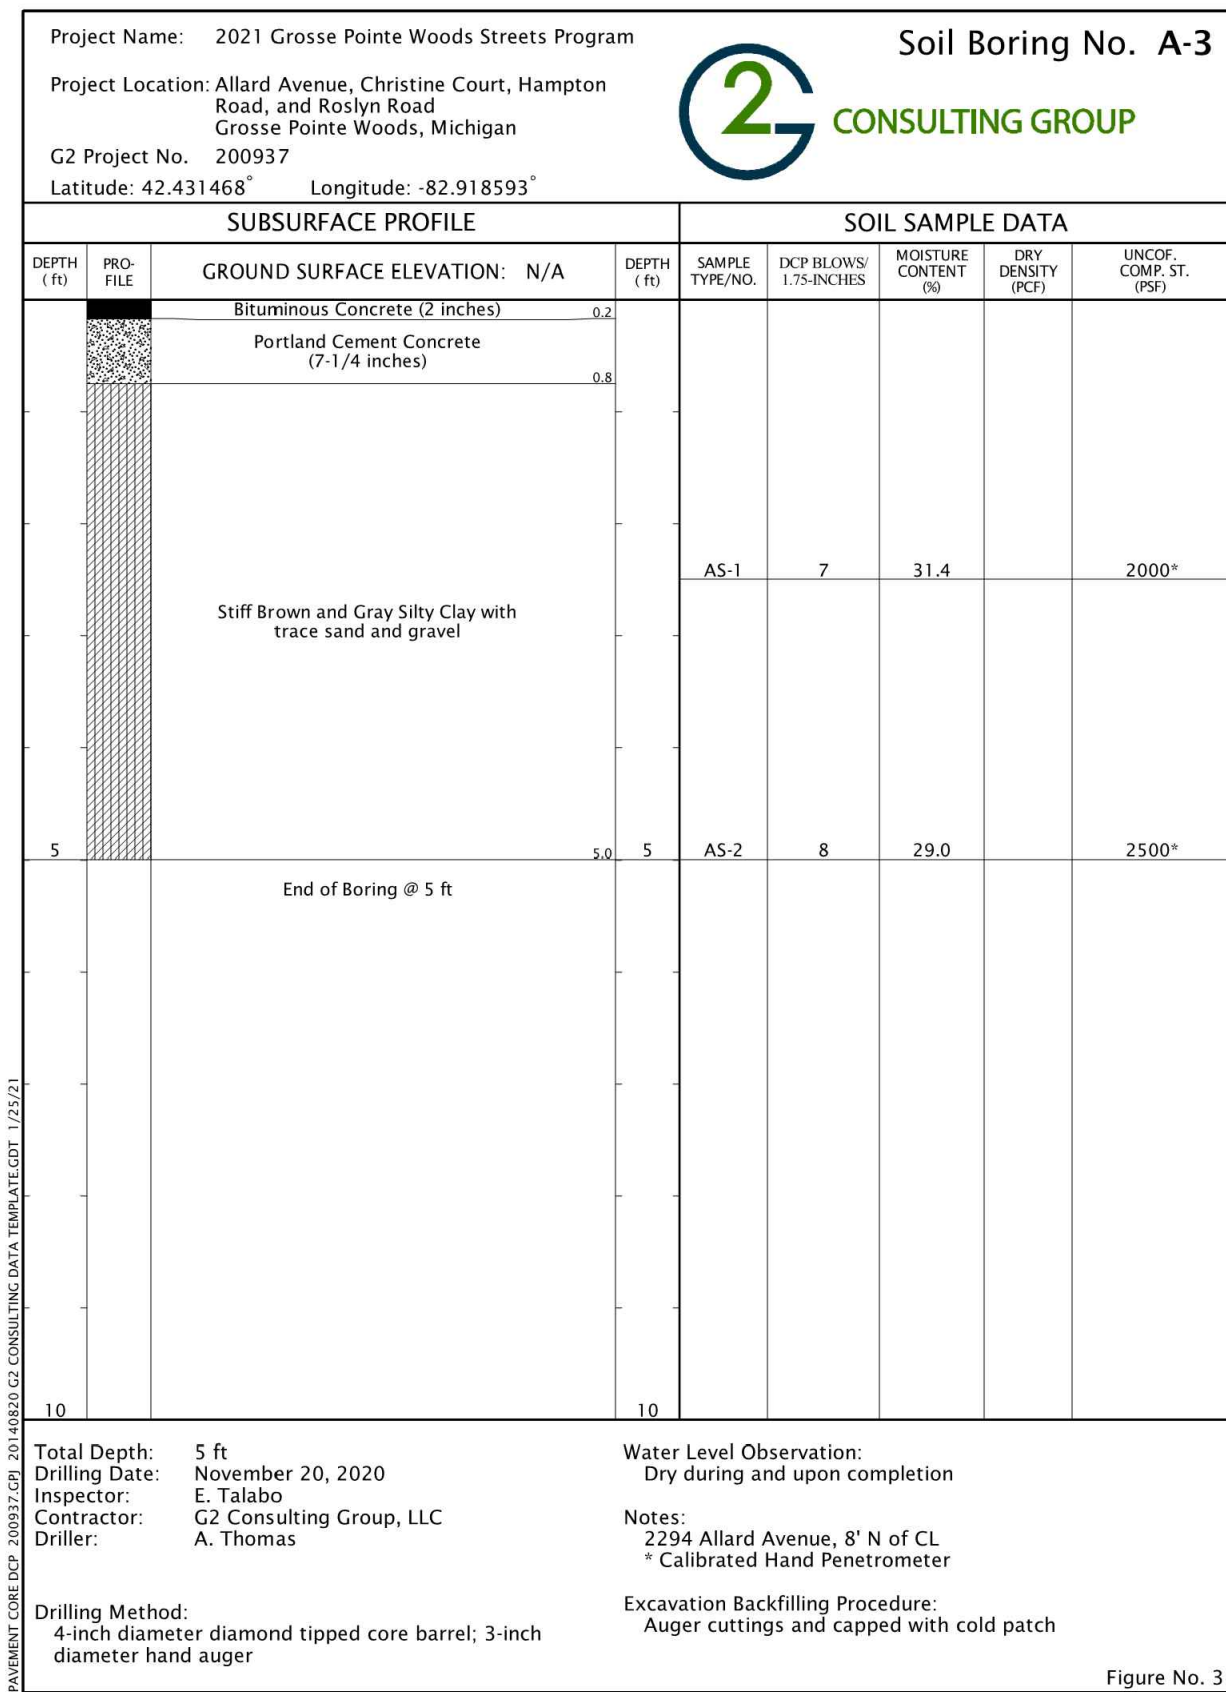 Project Name: 2021 Grosse Pointe Woods Streets Program
Project Location: Allard Avenue, Christine Court, Hampton
Road, and Roslyn Road
Grosse Pointe Woods, Michigan
G2 Project No. 200937
Latitude: 42.431468° Longitude: -82.918593°
G2 CONSULTING GROUP
Soil Boring No. A-3
SUBSURFACE PROFILE
SOIL SAMPLE DATA
DEPTH
( ft)
PRO-
FILE
GROUND SURFACE ELEVATION: N/A
DEPTH
( ft)
SAMPLE
TYPE/NO.
DCP BLOWS/
1.75-INCHES
MOISTURE
CONTENT
(%)
DRY
DENSITY
(PCF)
UNCOF.
COMP. ST.
(PSF)
Bituminous Concrete (2 inches) 0.2
Portland Cement Concrete
(7-1/4 inches)
0.8
AS-1 7 31.4 2000*
Stiff Brown and Gray Silty Clay with
trace sand and gravel
5 5.0 5 AS-2 8 29.0 2500*
End of Boring @ 5 ft
10 10
Total Depth: 5 ft
Drilling Date: November 20, 2020
Inspector: E. Talabo
Contractor: G2 Consulting Group, LLC
Driller: A. Thomas
Drilling Method:
4-inch diameter diamond tipped core barrel; 3-inch
diameter hand auger
Water Level Observation:
Dry during and upon completion
Notes:
2294 Allard Avenue, 8' N of CL
* Calibrated Hand Penetrometer
Excavation Backfilling Procedure:
Auger cuttings and capped with cold patch
Figure No. 3
PAVEMENT CORE DCP 200937.GPJ 20140820 G2 CONSULTING DATA TEMPLATE.GDT 1/25/21